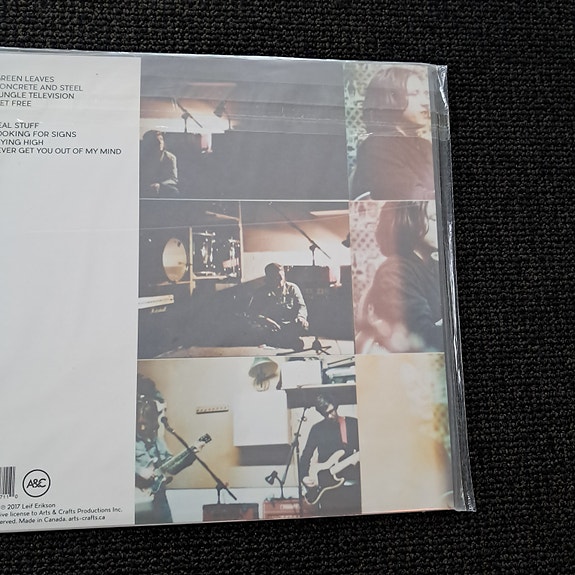 REEN LEAVES
ONCRETE AND STEEL
UNGLE TELEVISION
ET FREE
EAL STUFF
OOKING FOR SIGNS
YING HIGH
EVER GET YOU OUT OF MY MIND
A&C
℗ 2017 Leif Erikson
ive license to Arts & Crafts Productions Inc.
erved. Made in Canada. arts-crafts.ca